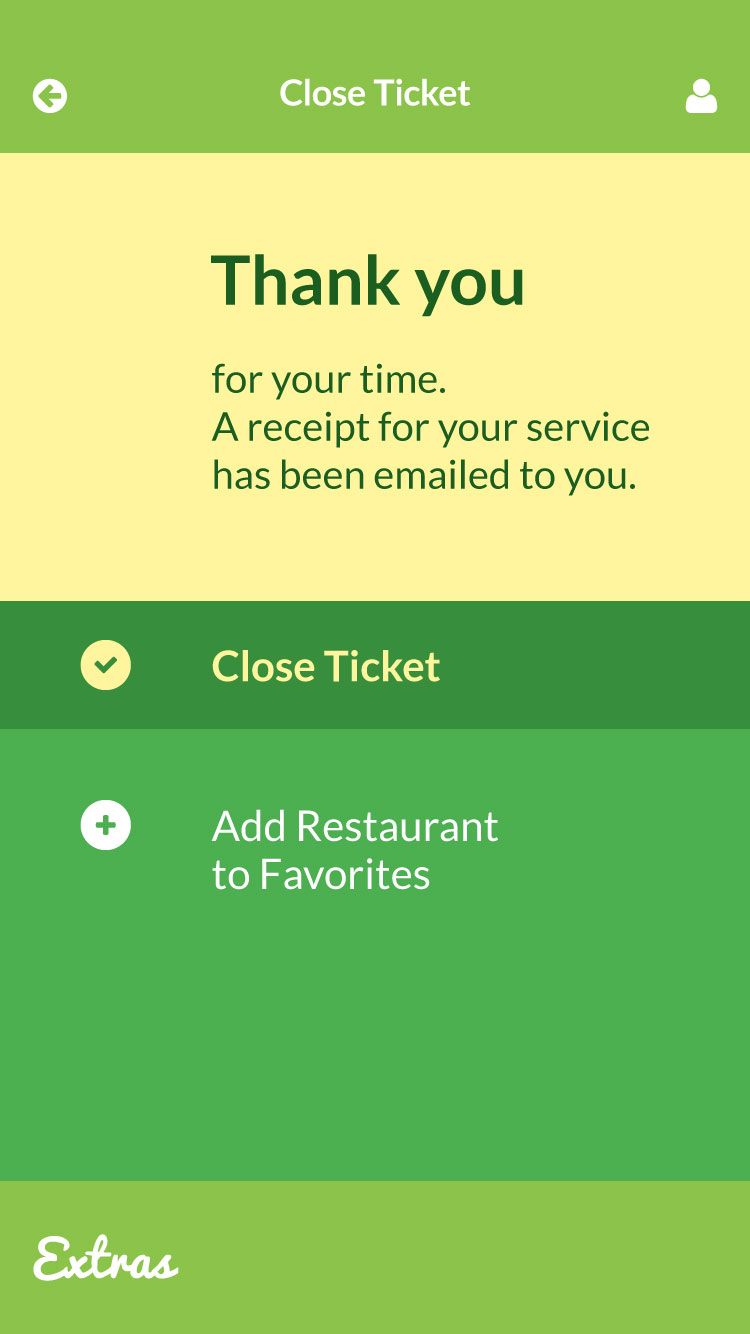 Close Ticket
Thank you
for your time.
A receipt for your service
has been emailed to you.
Close Ticket
Add Restaurant
to Favorites
Extras